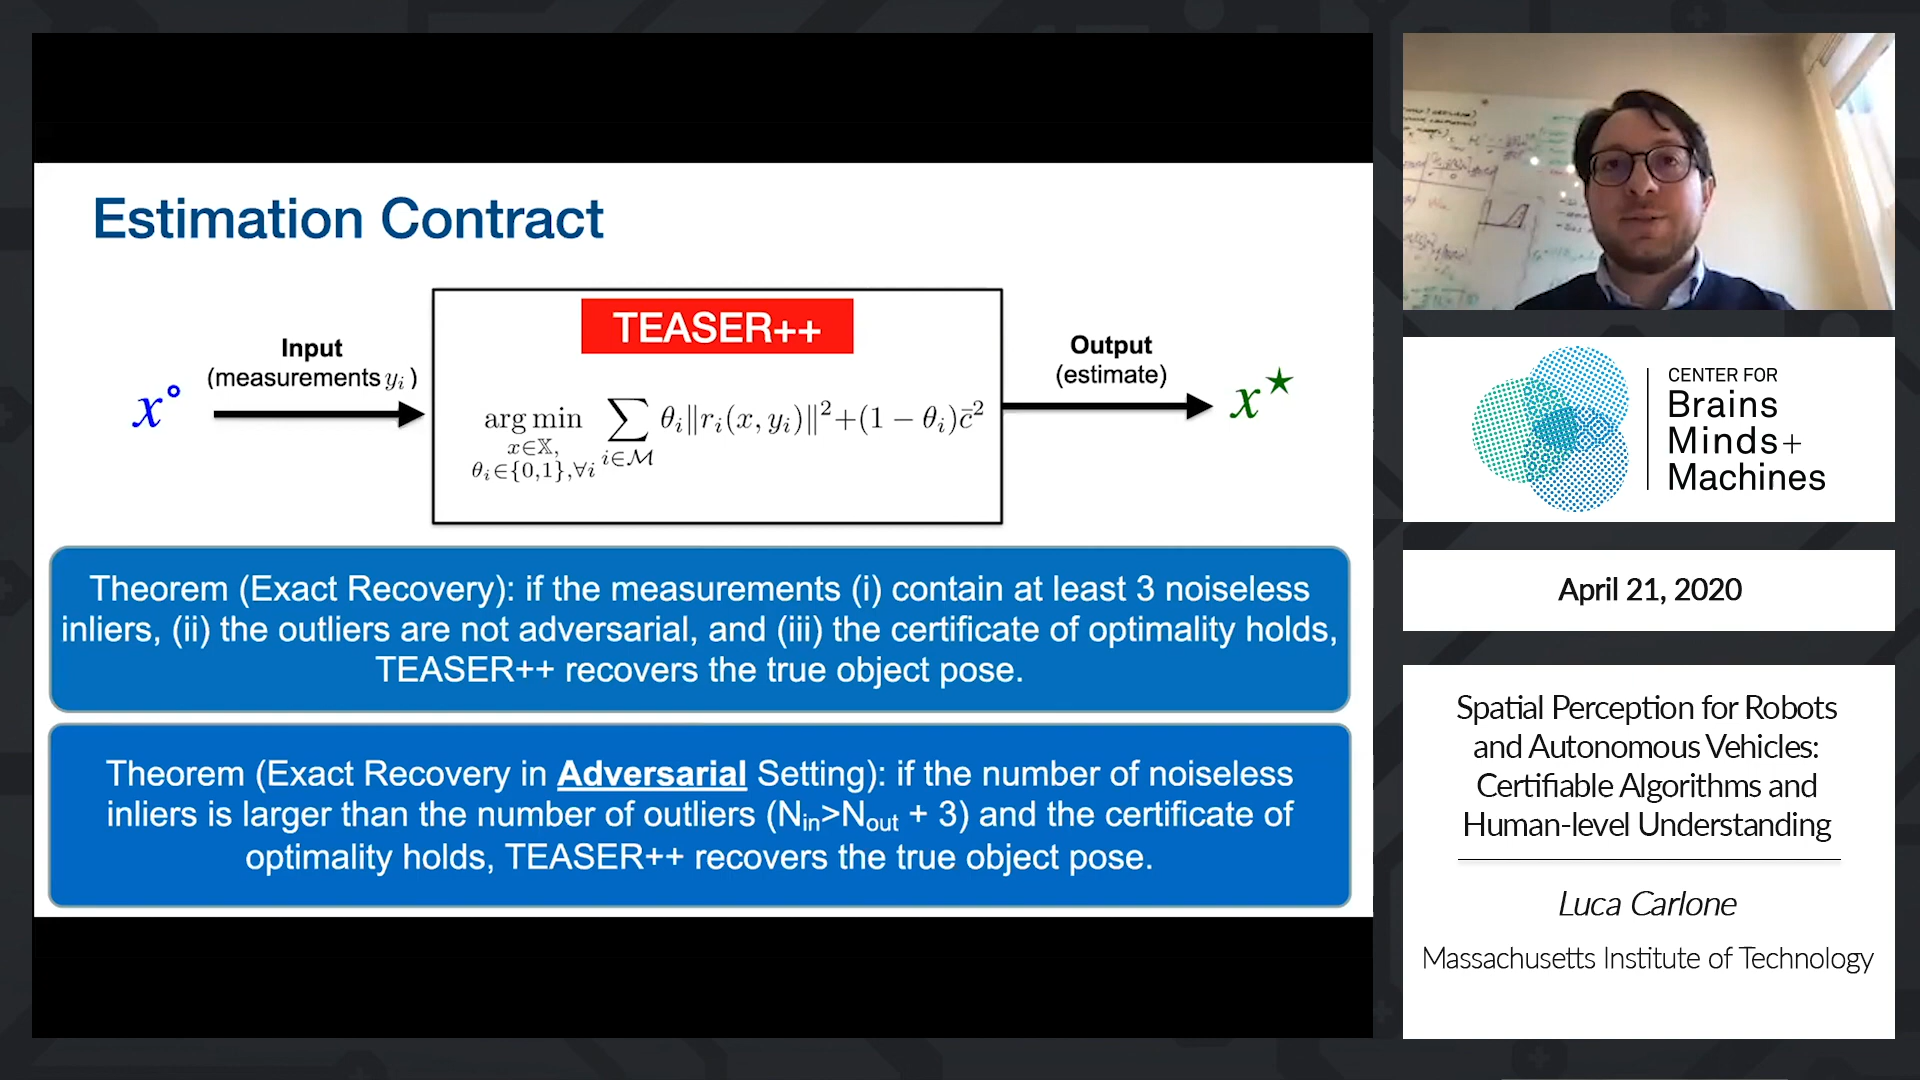 Estimation Contract
TEASER++
Input
(measurements yᵢ)
Output
(estimate)
x°
arg min ∑ θᵢ‖rᵢ(x, yᵢ)‖²+(1 − θᵢ)c̄²
x∈𝕏,
θᵢ∈{0,1},∀i i∈ℳ
x★
Theorem (Exact Recovery): if the measurements (i) contain at least 3 noiseless
inliers, (ii) the outliers are not adversarial, and (iii) the certificate of optimality holds,
TEASER++ recovers the true object pose.
Theorem (Exact Recovery in Adversarial Setting): if the number of noiseless
inliers is larger than the number of outliers (Nin>Nout + 3) and the certificate of
optimality holds, TEASER++ recovers the true object pose.
CENTER FOR
Brains
Minds+
Machines
April 21, 2020
Spatial Perception for Robots
and Autonomous Vehicles:
Certifiable Algorithms and
Human-level Understanding
Luca Carlone
Massachusetts Institute of Technology